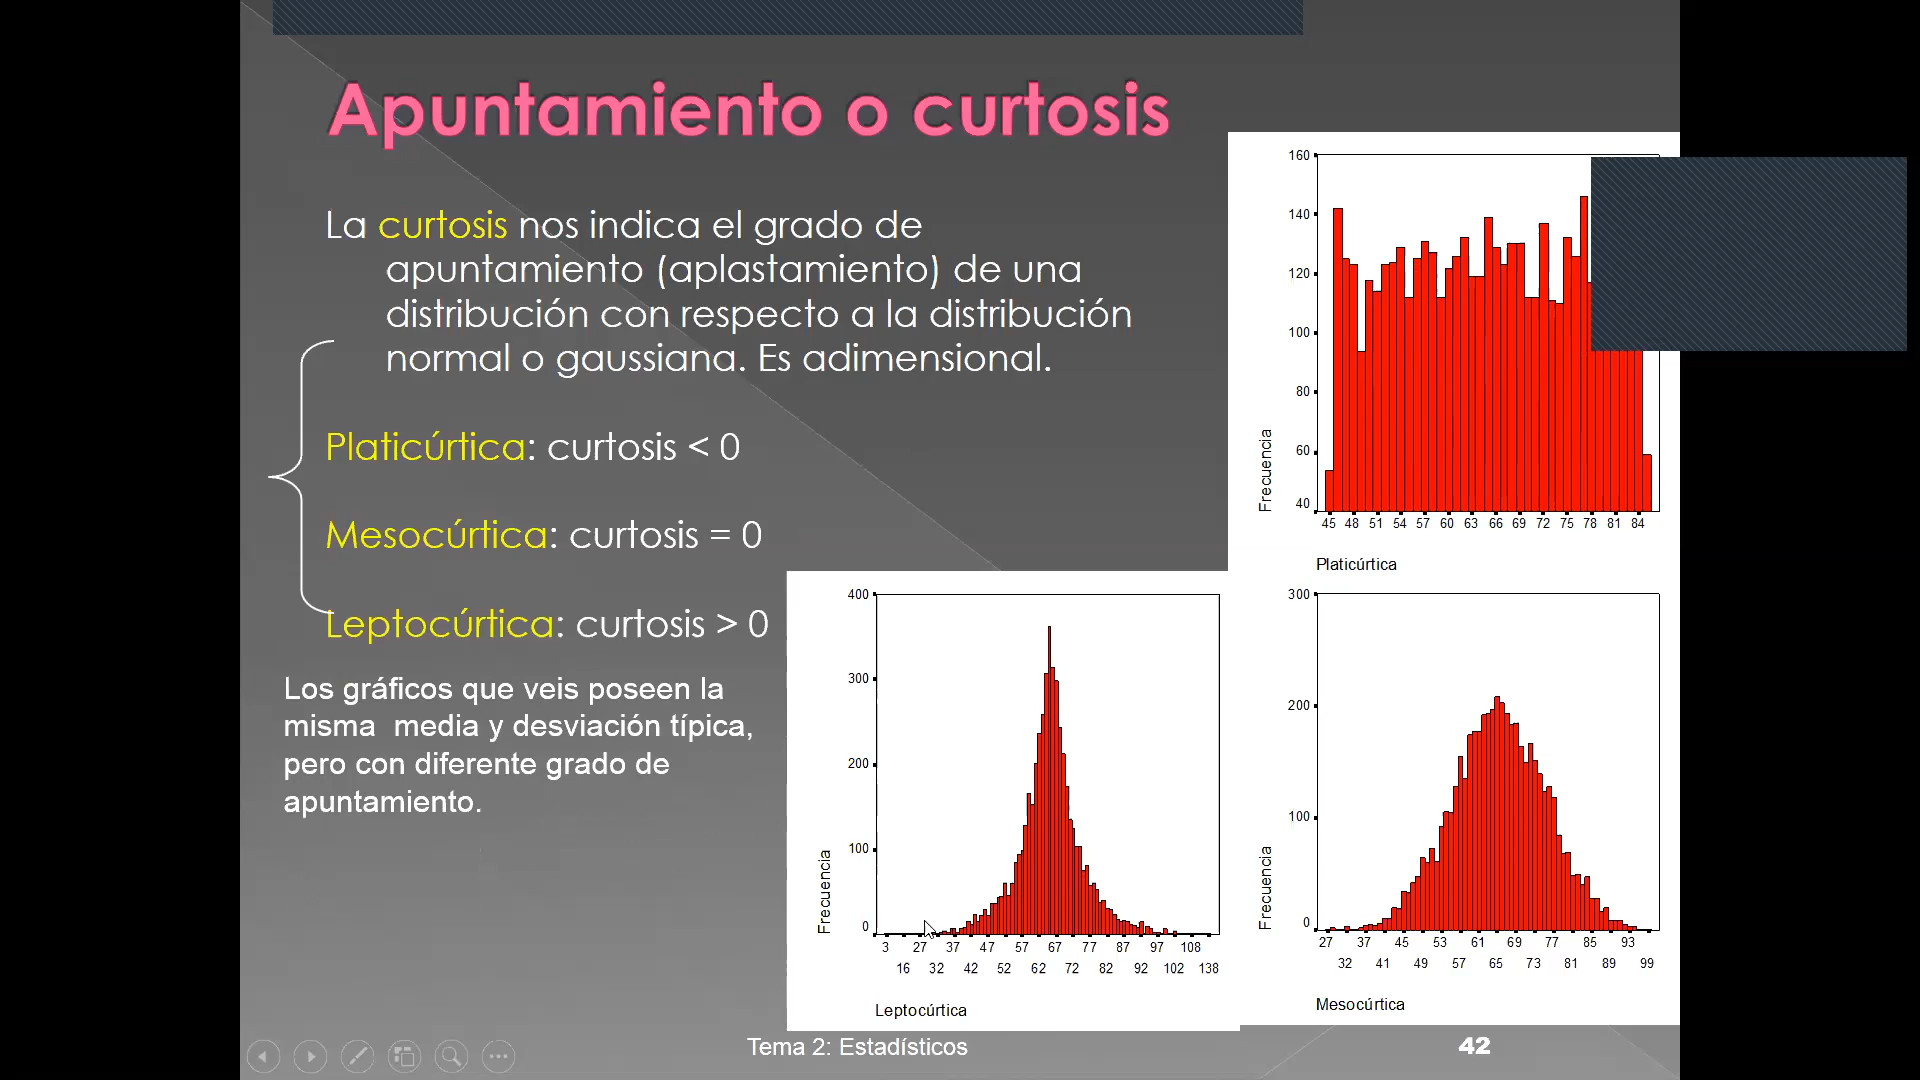 Apuntamiento o curtosis
La curtosis nos indica el grado de
apuntamiento (aplastamiento) de una
distribución con respecto a la distribución
normal o gaussiana. Es adimensional.
Platicúrtica: curtosis < 0
Mesocúrtica: curtosis = 0
Leptocúrtica: curtosis > 0
Los gráficos que veis poseen la
misma media y desviación típica,
pero con diferente grado de
apuntamiento.
160
140
120
100
80
60
40
Frecuencia
45 48 51 54 57 60 63 66 69 72 75 78 81 84
Platicúrtica
400
300
200
100
0
Frecuencia
3 27 37 47 57 67 77 87 97 108
16 32 42 52 62 72 82 92 102 138
Leptocúrtica
300
200
100
0
Frecuencia
27 37 45 53 61 69 77 85 93
32 41 49 57 65 73 81 89 99
Mesocúrtica
Tema 2: Estadísticos
42